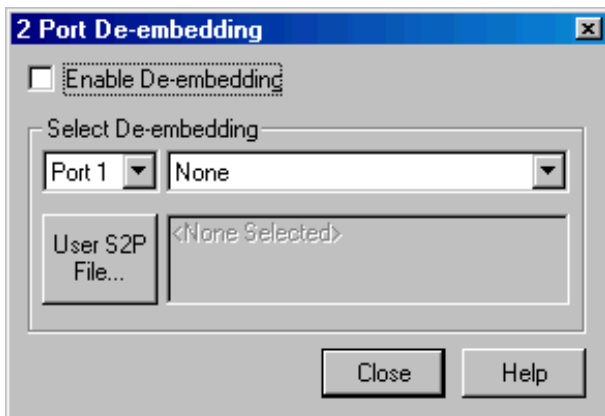 2 Port De-embedding
Enable De-embedding
Select De-embedding
Port 1 None
User S2P <None Selected>
File...
Close Help